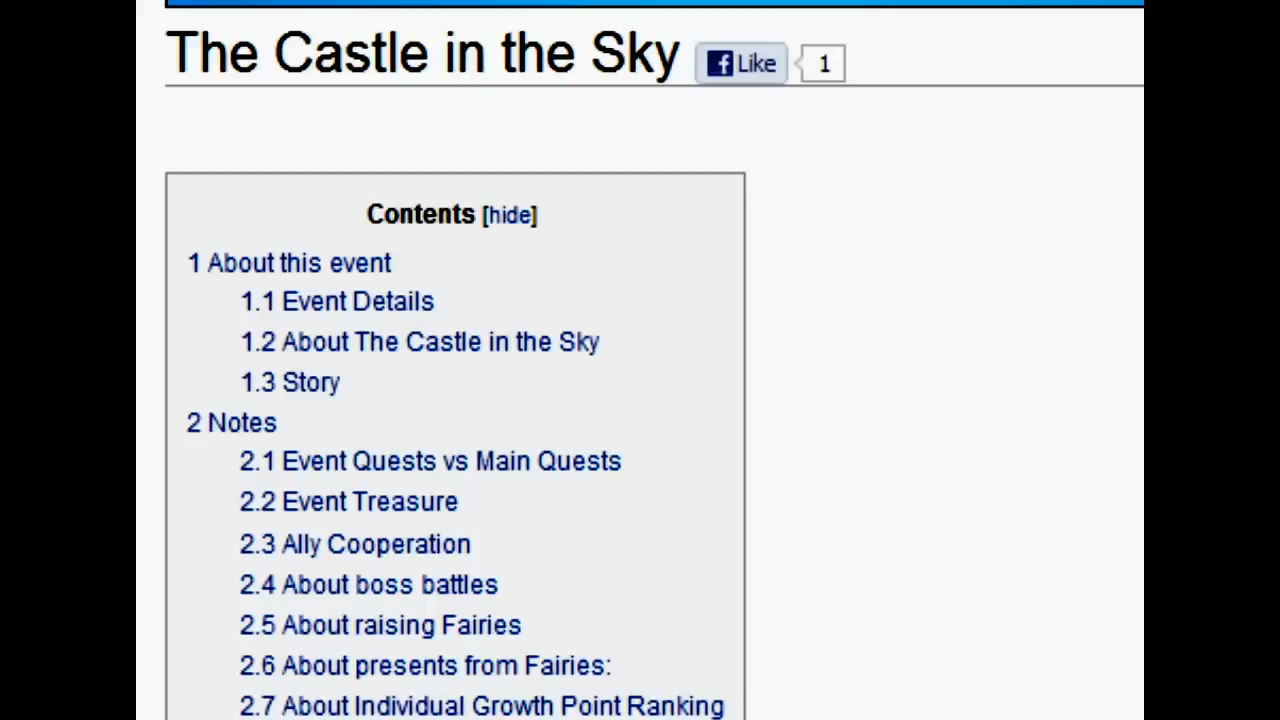 The Castle in the Sky Like 1
Contents [hide]
1 About this event
1.1 Event Details
1.2 About The Castle in the Sky
1.3 Story
2 Notes
2.1 Event Quests vs Main Quests
2.2 Event Treasure
2.3 Ally Cooperation
2.4 About boss battles
2.5 About raising Fairies
2.6 About presents from Fairies:
2.7 About Individual Growth Point Ranking